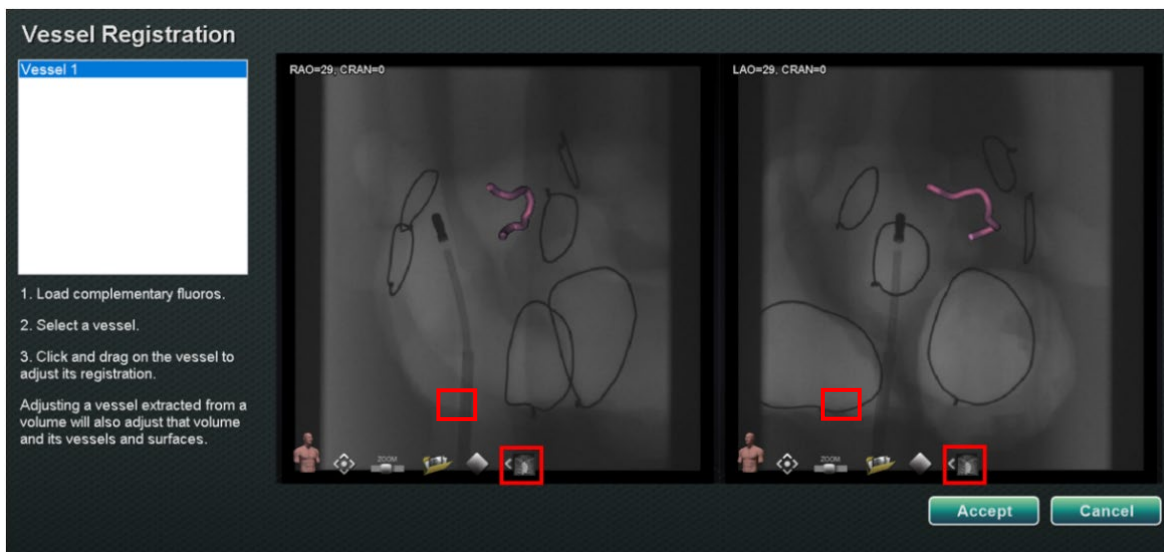 Vessel Registration
Vessel 1
1. Load complementary fluoros.
2. Select a vessel.
3. Click and drag on the vessel to
adjust its registration.
Adjusting a vessel extracted from a
volume will also adjust that volume
and its vessels and surfaces.
RAO=29, CRAN=0
ZOOM
LAO=29, CRAN=0
ZOOM
Accept
Cancel